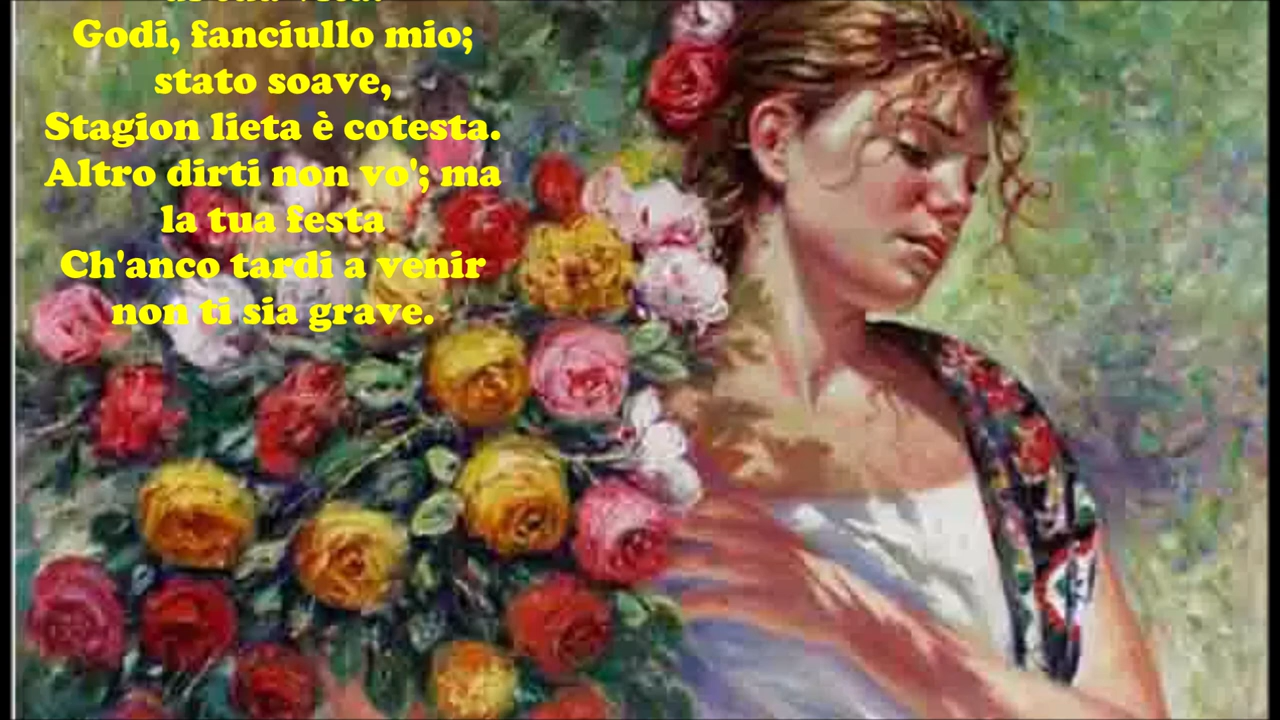 Godi, fanciullo mio;
stato soave,
Stagion lieta è cotesta.
Altro dirti non vo'; ma
la tua festa
Ch'anco tardi a venir
non ti sia grave.